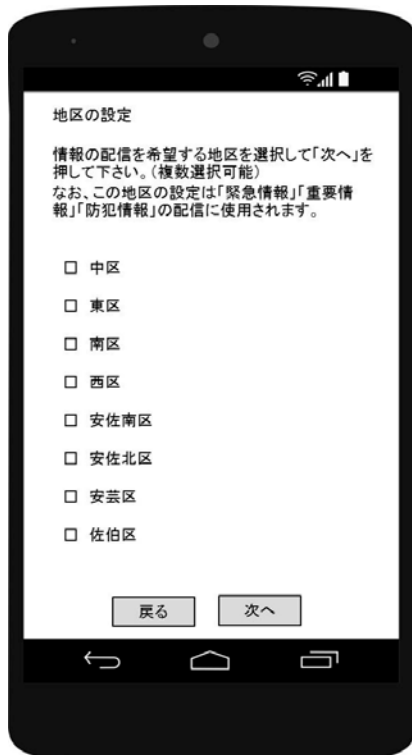 地区の設定
情報の配信を希望する地区を選択して「次へ」を
押して下さい。(複数選択可能)
なお、この地区の設定は「緊急情報」「重要情
報」「防犯情報」の配信に使用されます。
中区
東区
南区
西区
安佐南区
安佐北区
安芸区
佐伯区
戻る 次へ